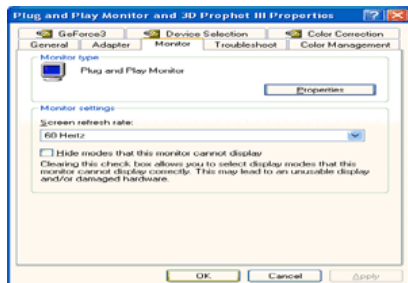 Plug and Play Monitor and 3D Prophet III Properties
GeForce3 Device Selection Color Correction
General Adapter Monitor Troubleshoot Color Management
Monitor type
Plug and Play Monitor
Properties
Monitor settings
Screen refresh rate:
60 Hertz
Hide modes that this monitor cannot display
Clearing this check box allows you to select display modes that this
monitor cannot display correctly. This may lead to an unusable display
and/or damaged hardware.
OK Cancel Apply